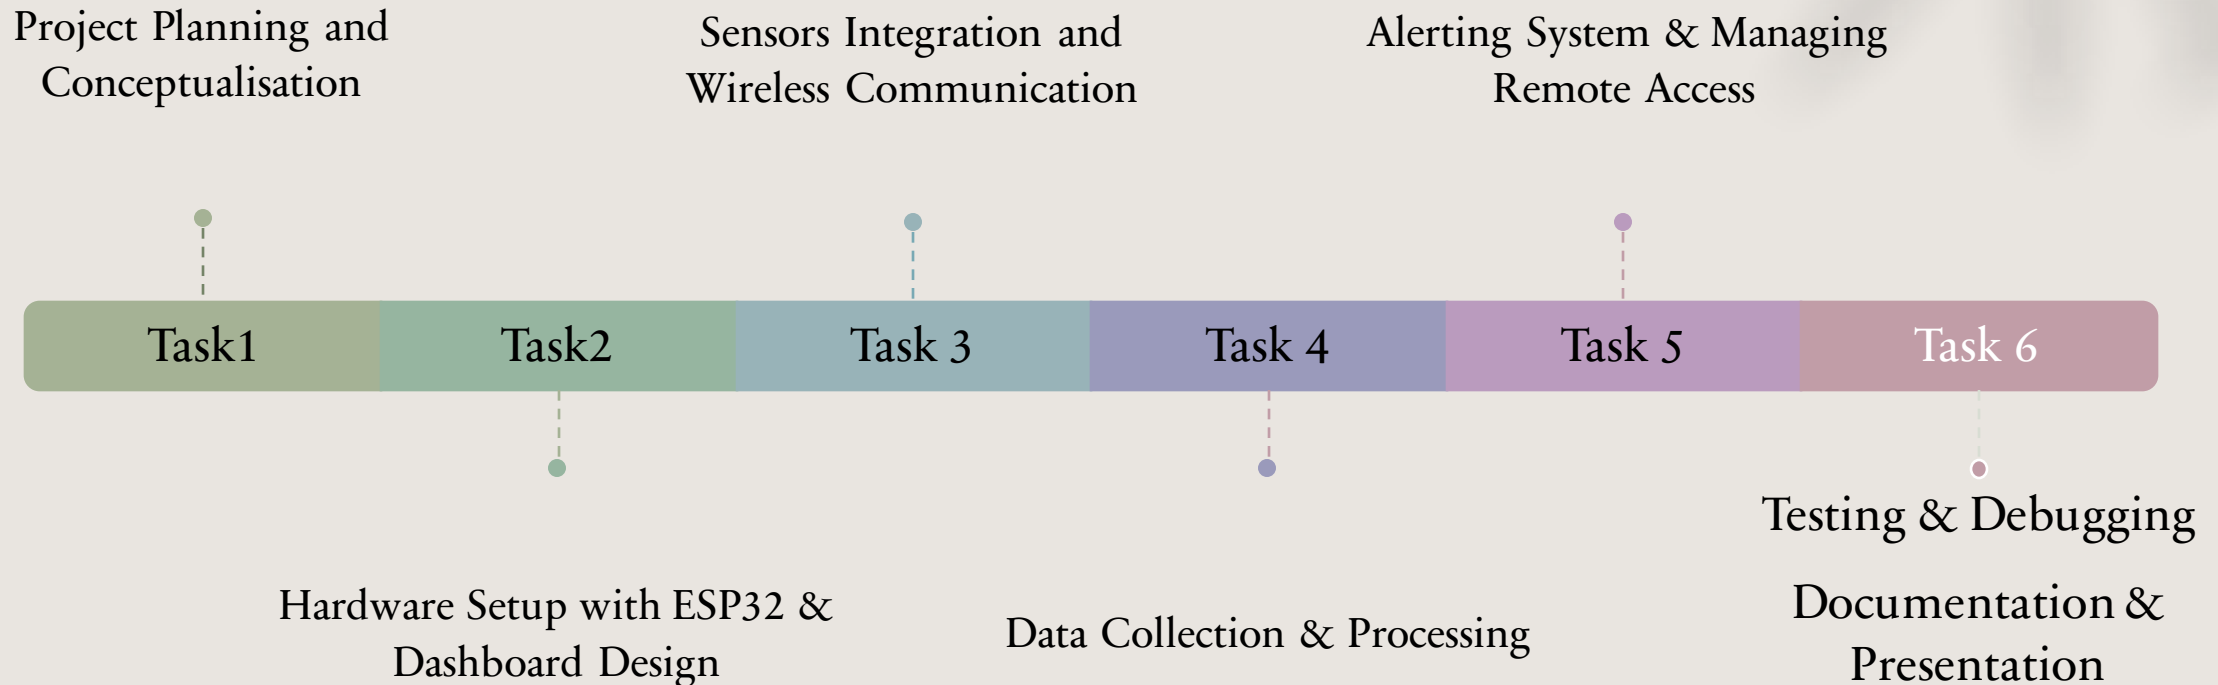 Project Planning and
Conceptualisation
Sensors Integration and
Wireless Communication
Alerting System & Managing
Remote Access
Task1
Task2
Task 3
Task 4
Task 5
Task 6
Hardware Setup with ESP32 &
Dashboard Design
Data Collection & Processing
Testing & Debugging
Documentation &
Presentation